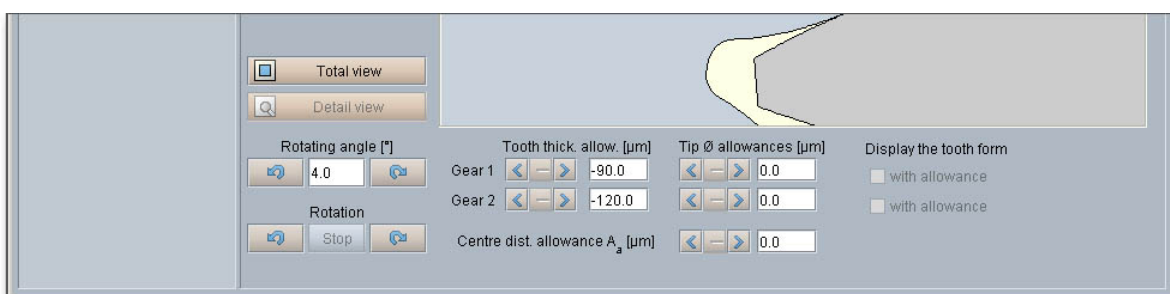 Total view
Detail view
Rotating angle [°]
4.0
Rotation
Stop
Tooth thick. allow. [µm]
Tip Ø allowances [µm]
Gear 1
-90.0
0.0
Gear 2
-120.0
0.0
Centre dist. allowance Aa [µm]
0.0
Display the tooth form
with allowance
with allowance